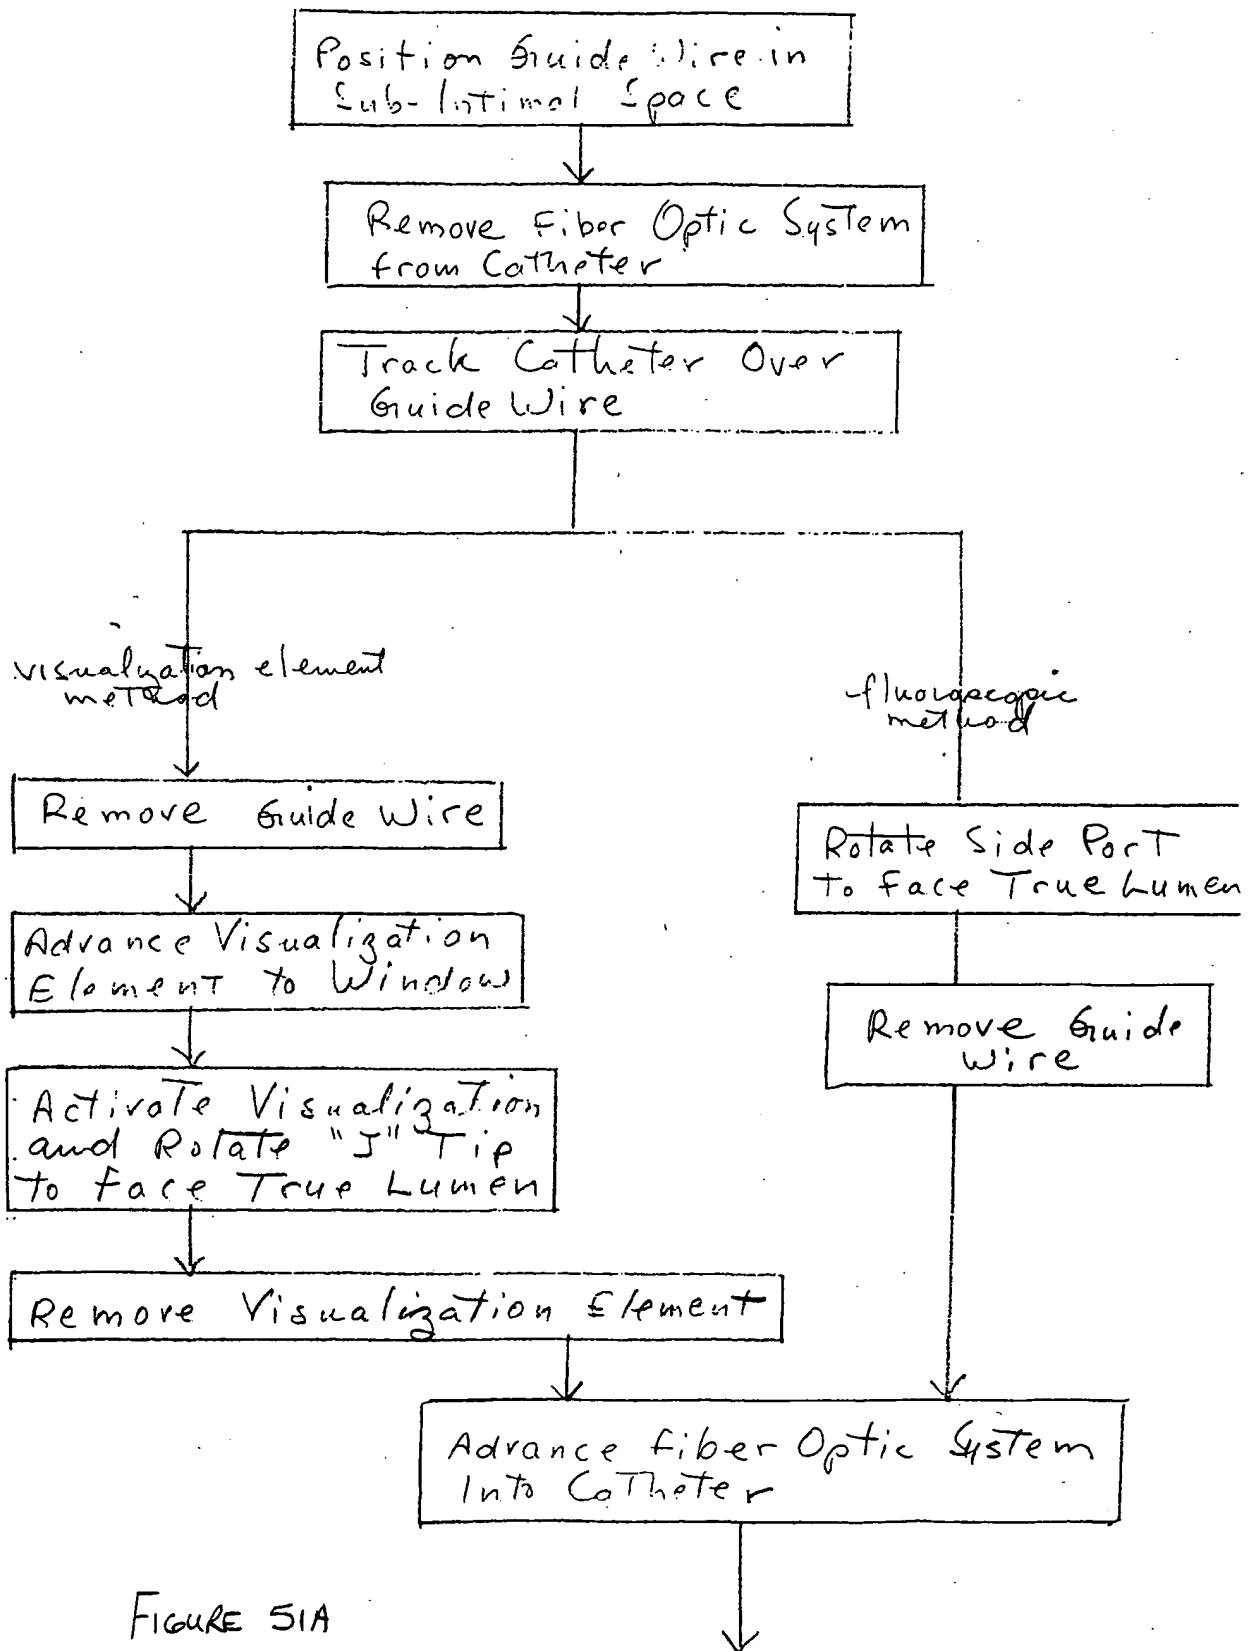 Position Guide Wire in
Sub-Intimal Space
Remove Fiber Optic System
from Catheter
Track Catheter Over
Guide Wire
visualization element
method
fluoroscopic
method
Remove Guide Wire
Rotate Side Port
to Face True Lumen
Advance Visualization
Element to Window
Remove Guide
Wire
Activate Visualization
and Rotate "J" Tip
to Face True Lumen
Remove Visualization Element
Advance Fiber Optic System
Into Catheter
FIGURE 51A